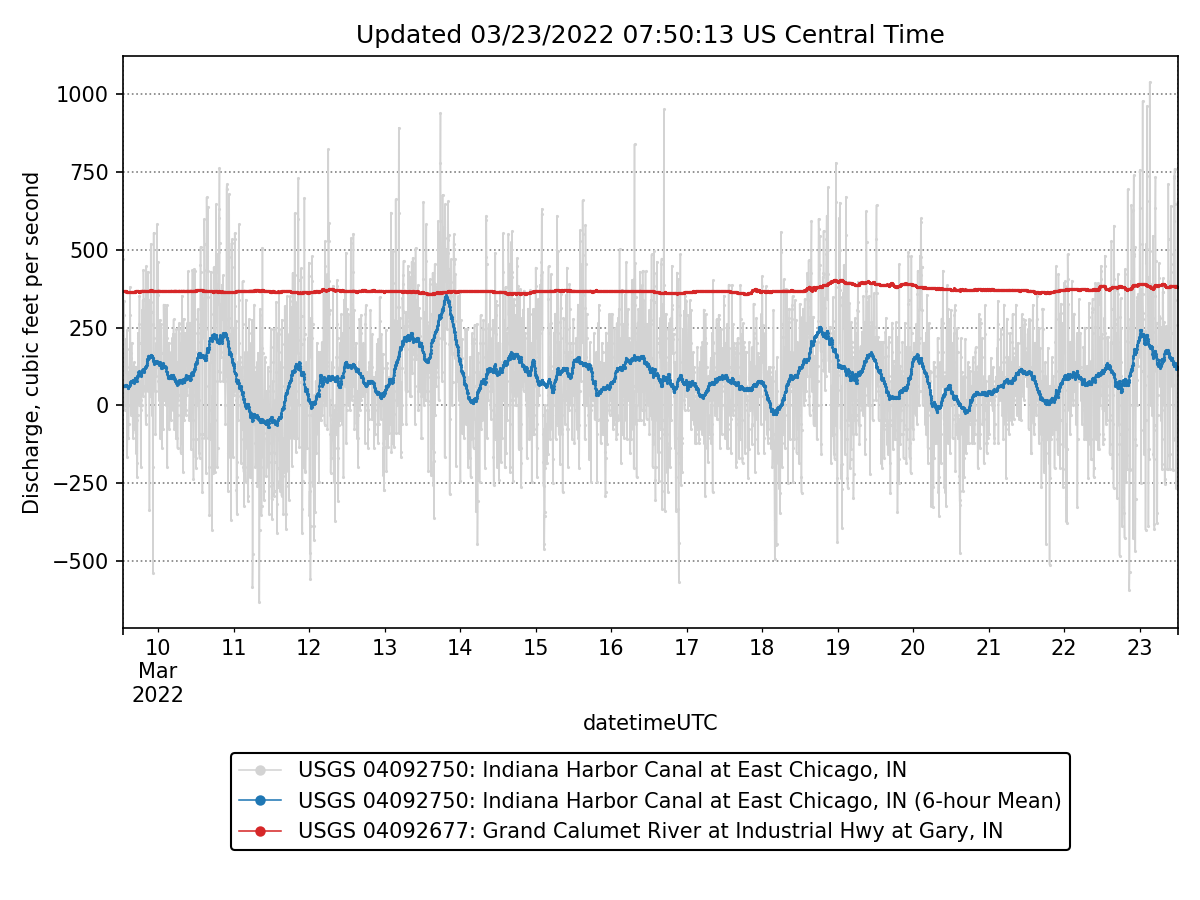 Updated 03/23/2022 07:50:13 US Central Time
Discharge, cubic feet per second
1000
750
500
250
0
−250
−500
10 11 12 13 14 15 16 17 18 19 20 21 22 23
Mar
2022
datetimeUTC
USGS 04092750: Indiana Harbor Canal at East Chicago, IN
USGS 04092750: Indiana Harbor Canal at East Chicago, IN (6-hour Mean)
USGS 04092677: Grand Calumet River at Industrial Hwy at Gary, IN